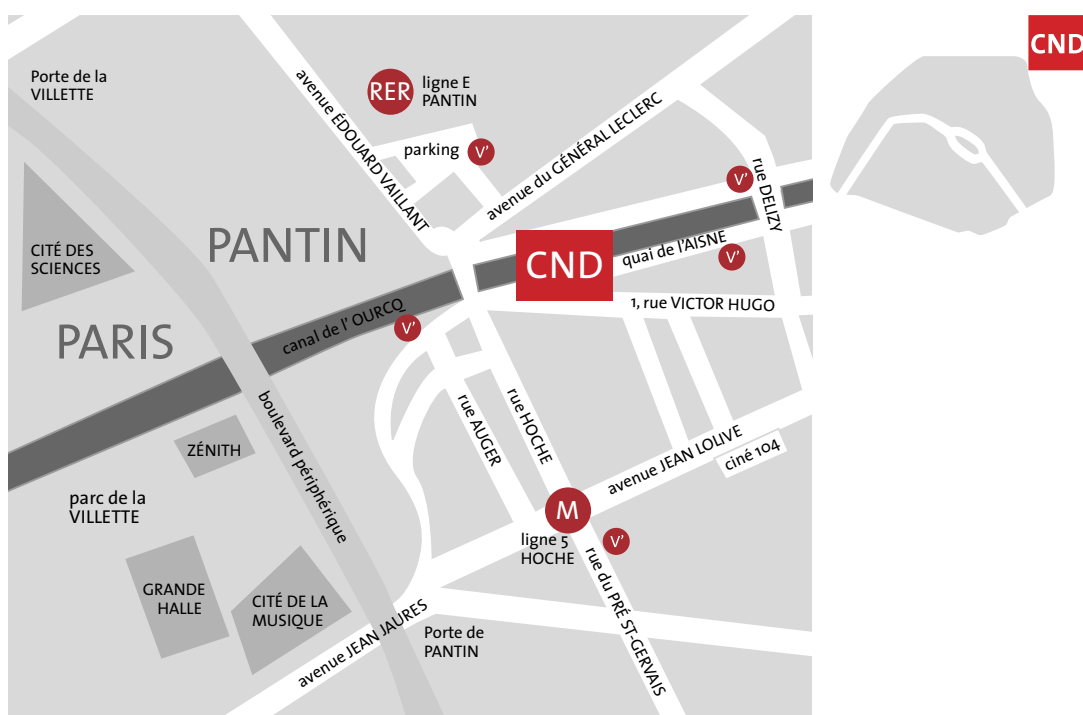 Porte de la
VILLETTE
avenue ÉDOUARD VAILLANT
RER
ligne E
PANTIN
parking
V'
avenue du GÉNÉRAL LECLERC
V'
rue DELIZY
CND
CITÉ DES
SCIENCES
PANTIN
CND
quai de l'AISNE
V'
1, rue VICTOR HUGO
PARIS
canal de l' OURCQ
V'
boulevard périphérique
ZÉNITH
rue AUGER
rue HOCHE
avenue JEAN LOLIVE
ciné 104
parc de la
VILLETTE
M
ligne 5
HOCHE
V'
rue du PRÉ ST-GERVAIS
GRANDE
HALLE
CITÉ DE LA
MUSIQUE
avenue JEAN JAURES
Porte de
PANTIN